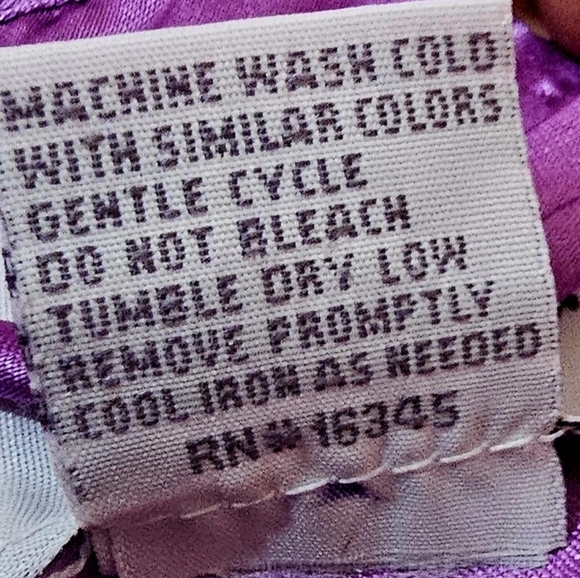 MACHINE WASH COLD
WITH SIMILAR COLORS
GENTLE CYCLE
DO NOT BLEACH
TUMBLE DRY LOW
REMOVE PROMPTLY
COOL IRON AS NEEDED
RN# 16345